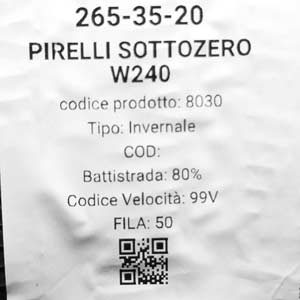 265-35-20
PIRELLI SOTTOZERO
W240
codice prodotto: 8030
Tipo: Invernale
COD:
Battistrada: 80%
Codice Velocità: 99V
FILA: 50